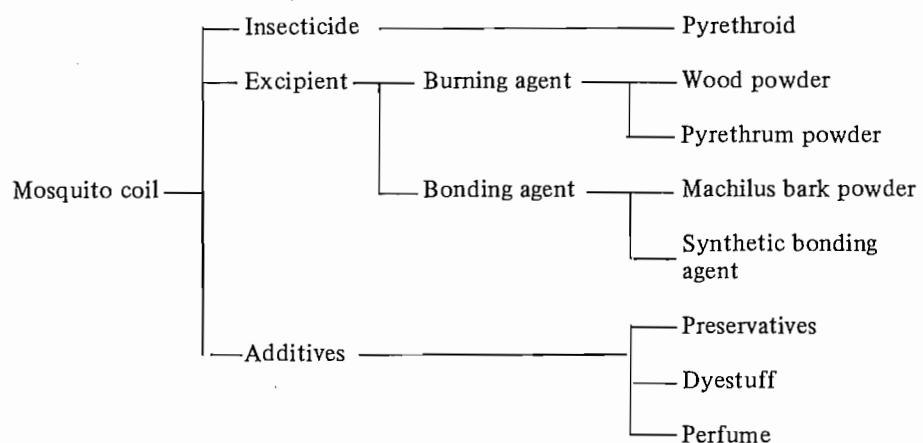 Insecticide Pyrethroid
Excipient Burning agent Wood powder
Pyrethrum powder
Mosquito coil Bonding agent Machilus bark powder
Synthetic bonding
agent
Preservatives
Additives
Dyestuff
Perfume